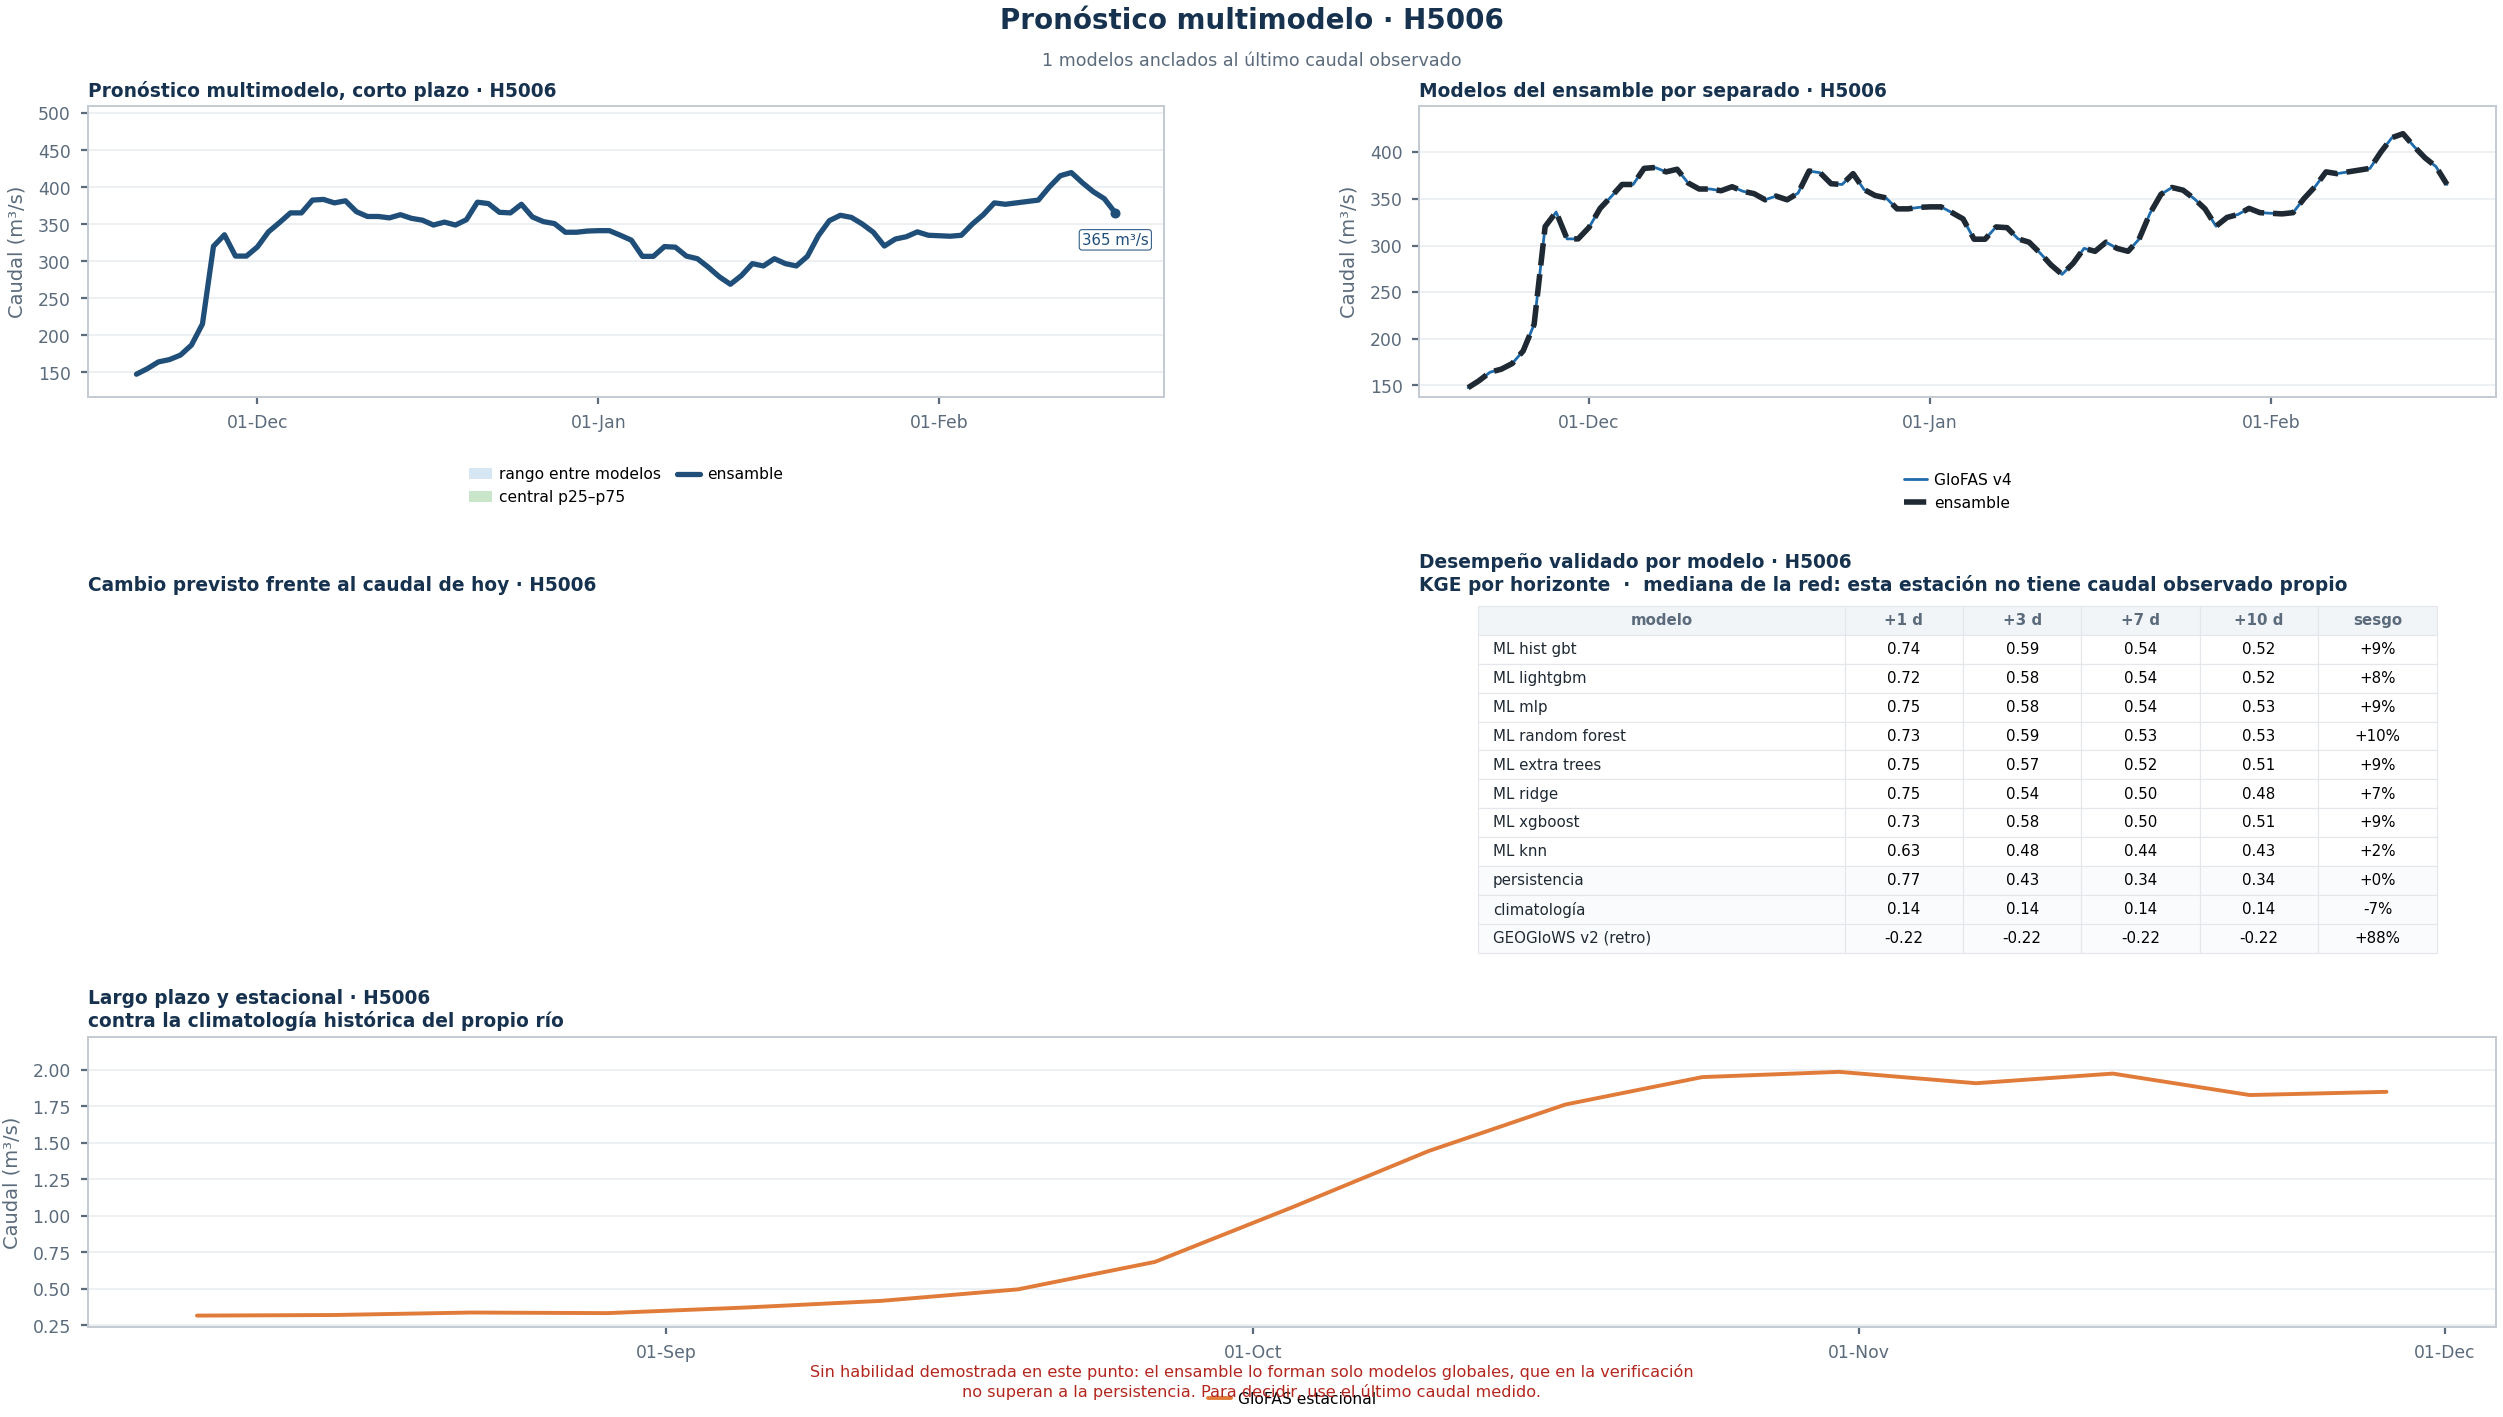 Pronóstico multimodelo · H5006
1 modelos anclados al último caudal observado
Pronóstico multimodelo, corto plazo · H5006
500
450
400
350
300
250
200
150
Caudal (m³/s)
365 m³/s
01-Dec
01-Jan
01-Feb
rango entre modelos
ensamble
central p25–p75
Modelos del ensamble por separado · H5006
400
350
300
250
200
150
Caudal (m³/s)
01-Dec
01-Jan
01-Feb
GloFAS v4
ensamble
Cambio previsto frente al caudal de hoy · H5006
Desempeño validado por modelo · H5006
KGE por horizonte · mediana de la red: esta estación no tiene caudal observado propio
modelo +1 d +3 d +7 d +10 d sesgo
ML hist gbt 0.74 0.59 0.54 0.52 +9%
ML lightgbm 0.72 0.58 0.54 0.52 +8%
ML mlp 0.75 0.58 0.54 0.53 +9%
ML random forest 0.73 0.59 0.53 0.53 +10%
ML extra trees 0.75 0.57 0.52 0.51 +9%
ML ridge 0.75 0.54 0.50 0.48 +7%
ML xgboost 0.73 0.58 0.50 0.51 +9%
ML knn 0.63 0.48 0.44 0.43 +2%
persistencia 0.77 0.43 0.34 0.34 +0%
climatología 0.14 0.14 0.14 0.14 -7%
GEOGloWS v2 (retro) -0.22 -0.22 -0.22 -0.22 +88%
Largo plazo y estacional · H5006
contra la climatología histórica del propio río
2.00
1.75
1.50
1.25
1.00
0.75
0.50
0.25
Caudal (m³/s)
01-Sep
01-Oct
01-Nov
01-Dec
Sin habilidad demostrada en este punto: el ensamble lo forman solo modelos globales, que en la verificación
no superan a la persistencia. Para decidir, use el último caudal medido.
GloFAS estacional